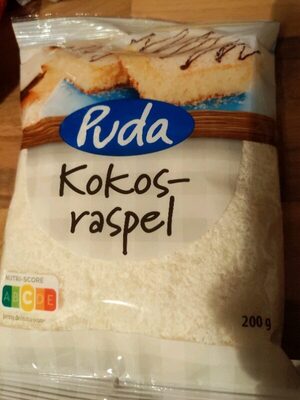 Puda
Kokos-
raspel
NUTRI-SCORE
A B C D E
200 g